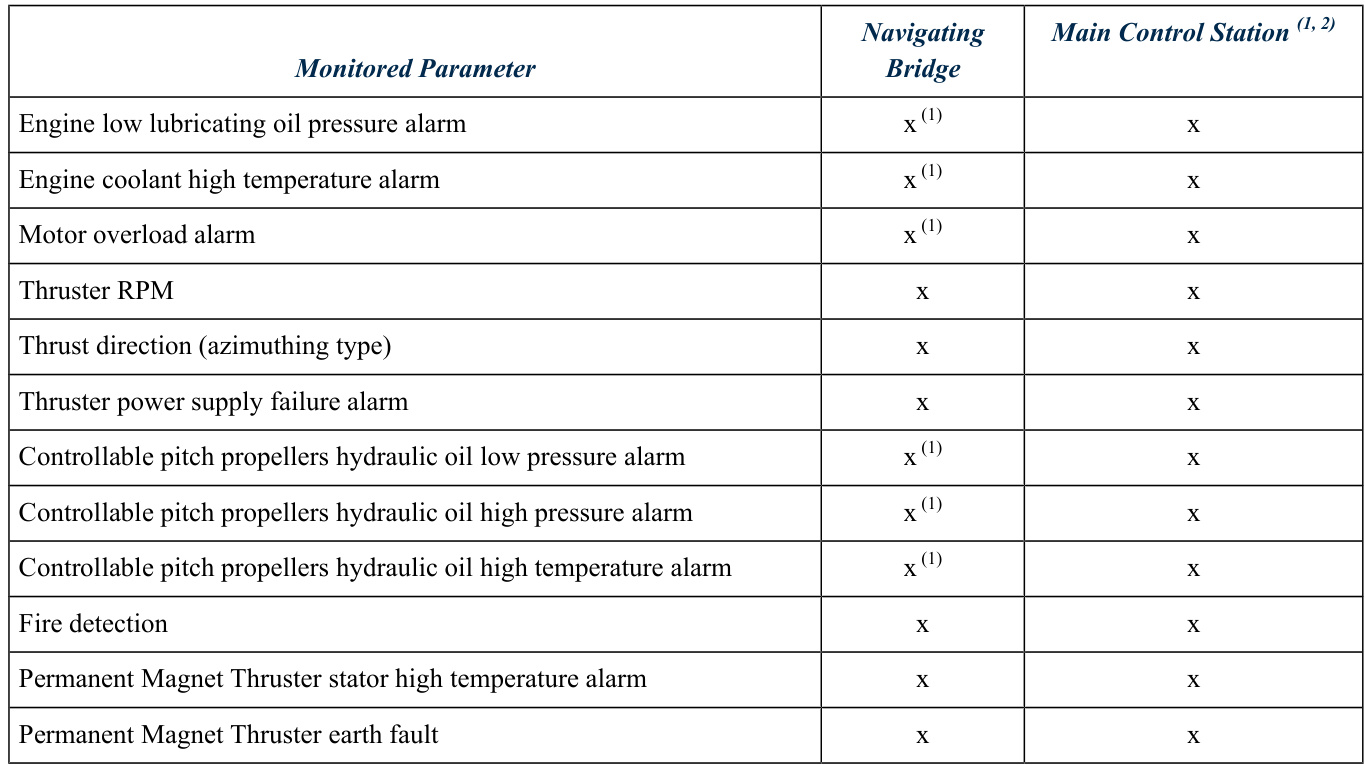 Monitored Parameter Navigating Bridge Main Control Station (1, 2)
Engine low lubricating oil pressure alarm x (1) x
Engine coolant high temperature alarm x (1) x
Motor overload alarm x (1) x
Thruster RPM x x
Thrust direction (azimuthing type) x x
Thruster power supply failure alarm x x
Controllable pitch propellers hydraulic oil low pressure alarm x (1) x
Controllable pitch propellers hydraulic oil high pressure alarm x (1) x
Controllable pitch propellers hydraulic oil high temperature alarm x (1) x
Fire detection x x
Permanent Magnet Thruster stator high temperature alarm x x
Permanent Magnet Thruster earth fault x x